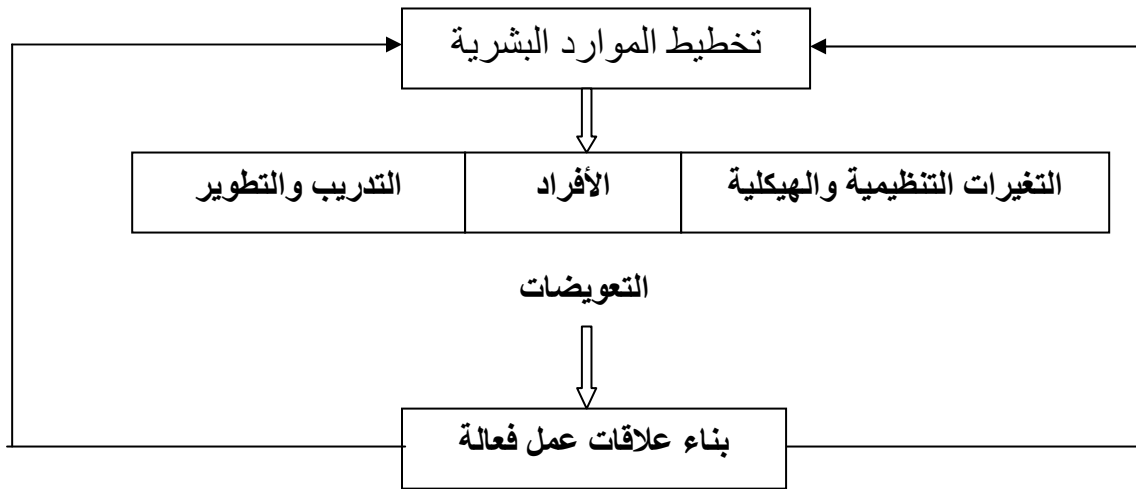 تخطيط الموارد البشرية
التغيرات التنظيمية والهيكلية
الأفراد
التدريب والتطوير
التعويضات
بناء علاقات عمل فعالة